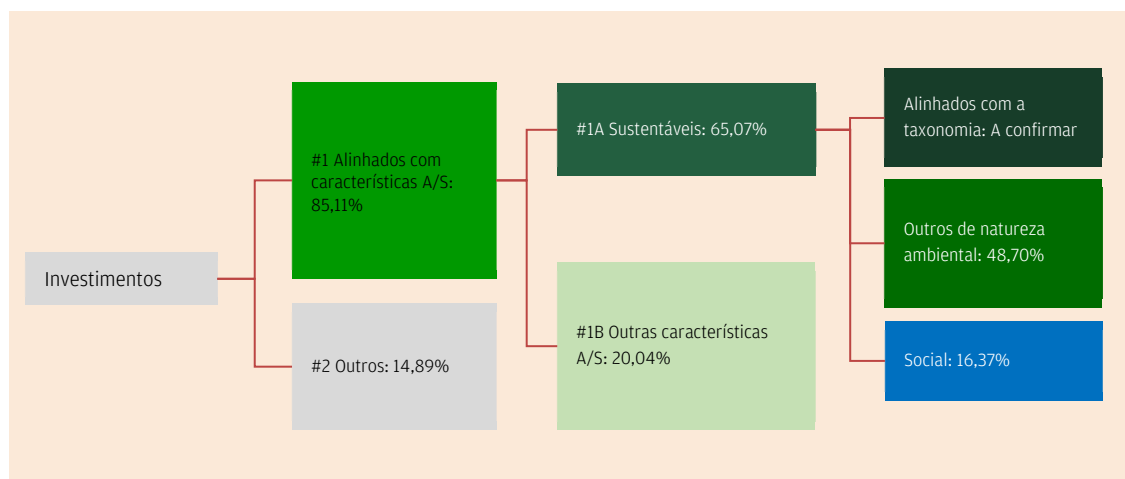 Investimentos
#1 Alinhados com
características A/S:
85,11%
#2 Outros: 14,89%
#1A Sustentáveis: 65,07%
#1B Outras características
A/S: 20,04%
Alinhados com a
taxonomia: A confirmar
Outros de natureza
ambiental: 48,70%
Social: 16,37%